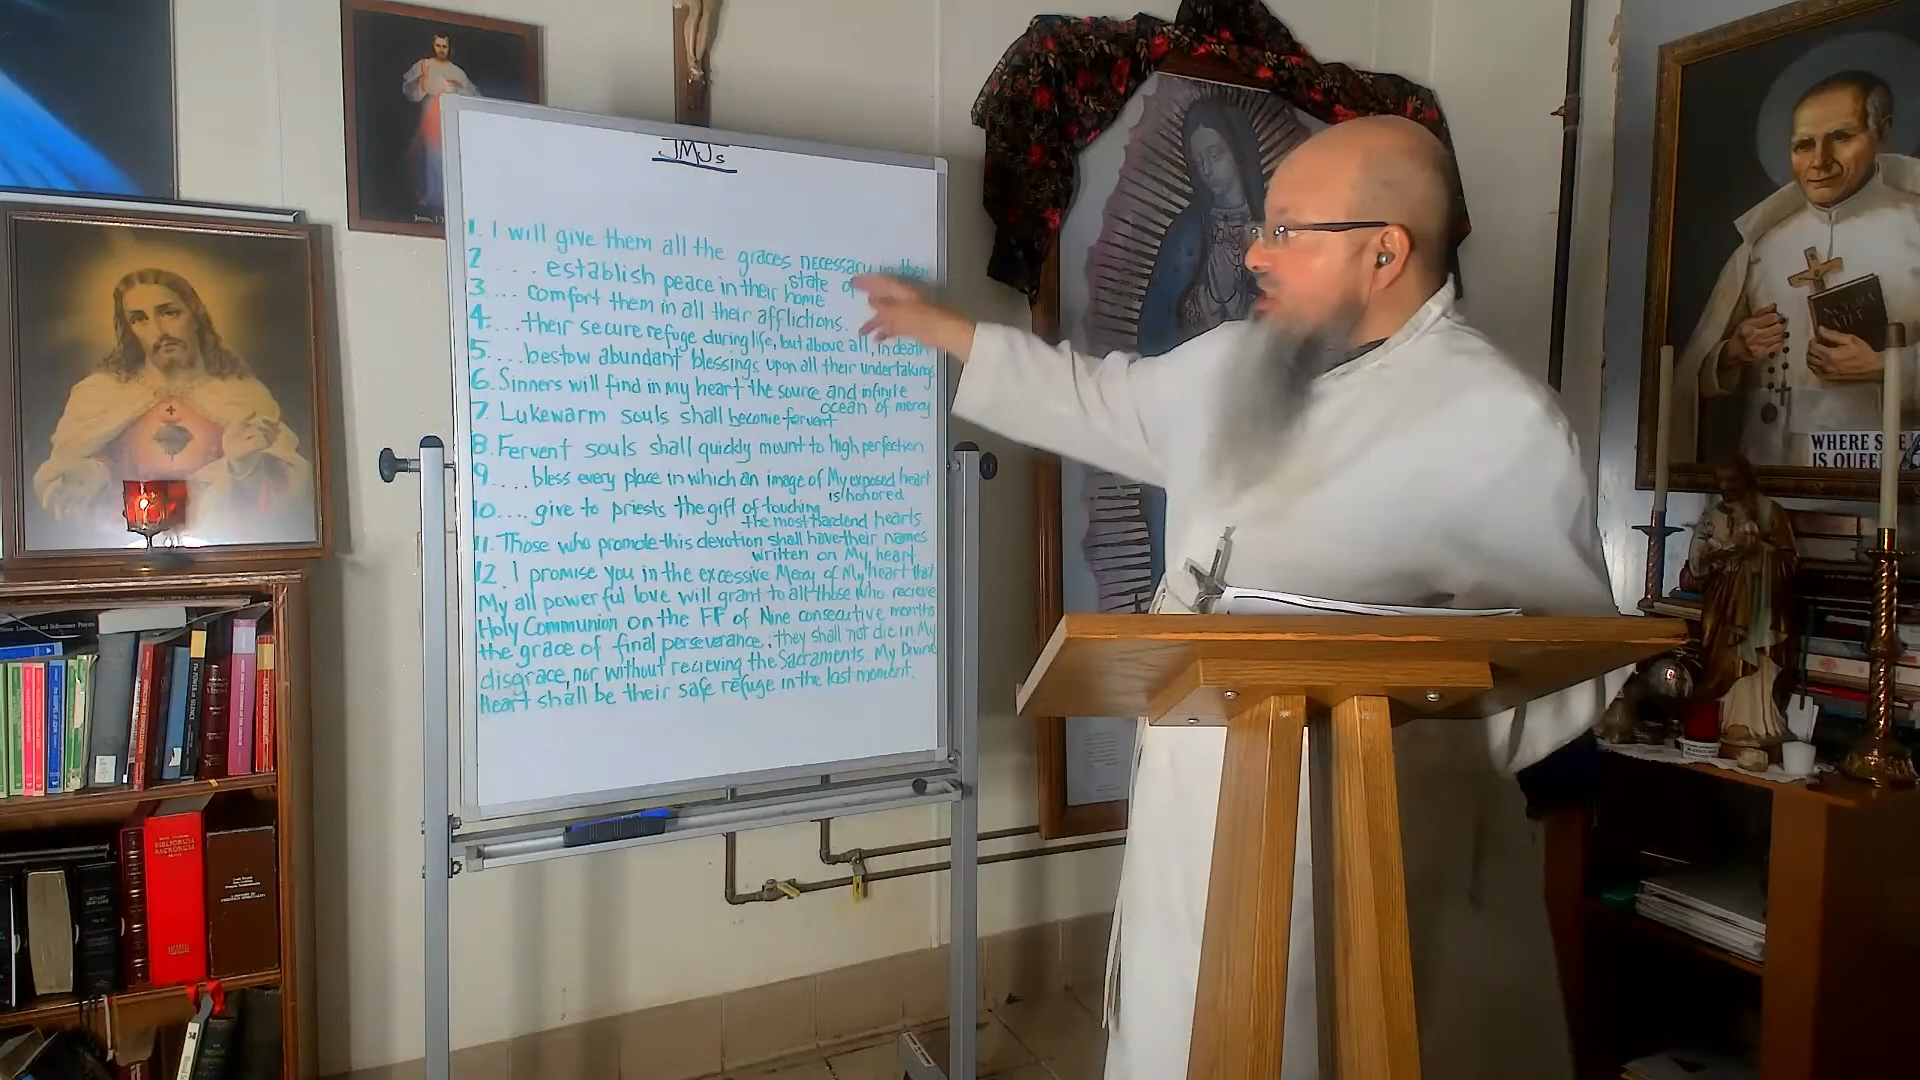 JMJs
1. I will give them all the graces necessary in their
state of
2 .... establish peace in their home
3 .... comfort them in all their afflictions.
4. ...their secure refuge during life, but above all, in death
5. ....bestow abundant blessings upon all their undertakings
6. Sinners will find in my heart the source and infinite
ocean of mercy
7. Lukewarm souls shall become fervent
8. Fervent souls shall quickly mount to high perfection
9 .... bless every place in which an image of My exposed heart
is/honored
10.... give to priests the gift of touching
the most hardend hearts
11. Those who promote this devotion shall have their names
written on My heart
12. I promise you in the excessive Mercy of My heart that
My all powerful love will grant to all those who recieve
Holy Communion on the FF of Nine consecutive months
the grace of final perseverance; they shall not die in My
disgrace, nor without recieving the Sacraments. My Divine
Heart shall be their safe refuge in the last moment.
WHERE SHE
IS QUEEN
BIBLIORUM
SACRORUM